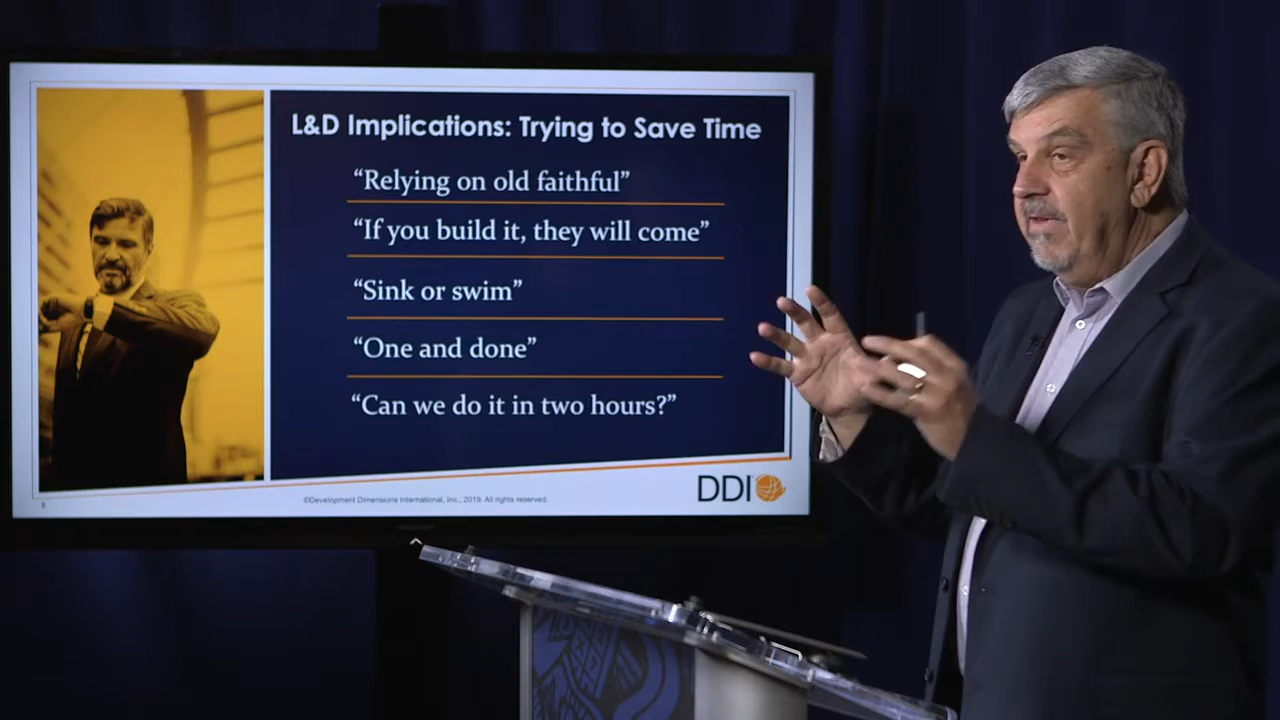 L&D Implications: Trying to Save Time
“Relying on old faithful”
“If you build it, they will come”
“Sink or swim”
“One and done”
“Can we do it in two hours?”
8
©Development Dimensions International, Inc., 2019. All rights reserved.
DDI